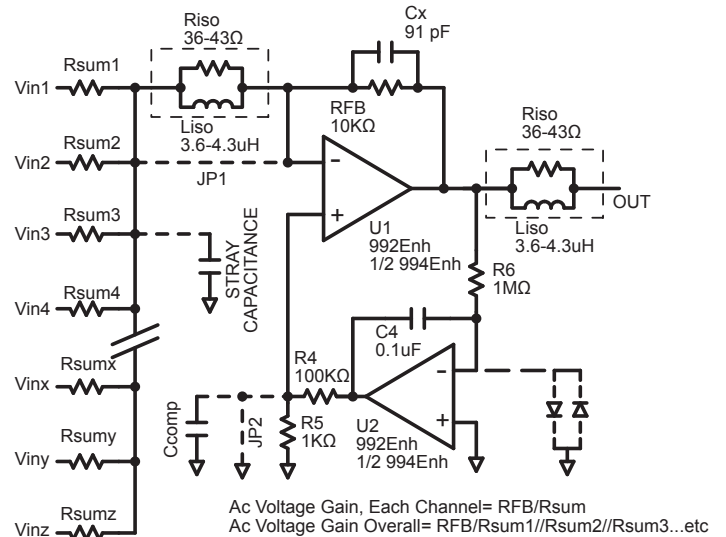 Cx
91 pF
Riso
36-43Ω
Rsum1
Vin1
RFB
10KΩ
Liso
3.6-4.3uH
Riso
36-43Ω
Rsum2
Vin2
JP1
-
+
OUT
Rsum3
Vin3
STRAY
CAPACITANCE
U1
992Enh
1/2 994Enh
Liso
3.6-4.3uH
R6
1MΩ
Rsum4
Vin4
C4
0.1uF
R4
100KΩ
-
+
Rsumx
Vinx
Ccomp
JP2
R5
1KΩ
U2
992Enh
1/2 994Enh
Rsumy
Viny
Rsumz
Vinz
Ac Voltage Gain, Each Channel= RFB/Rsum
Ac Voltage Gain Overall= RFB/Rsum1//Rsum2//Rsum3...etc